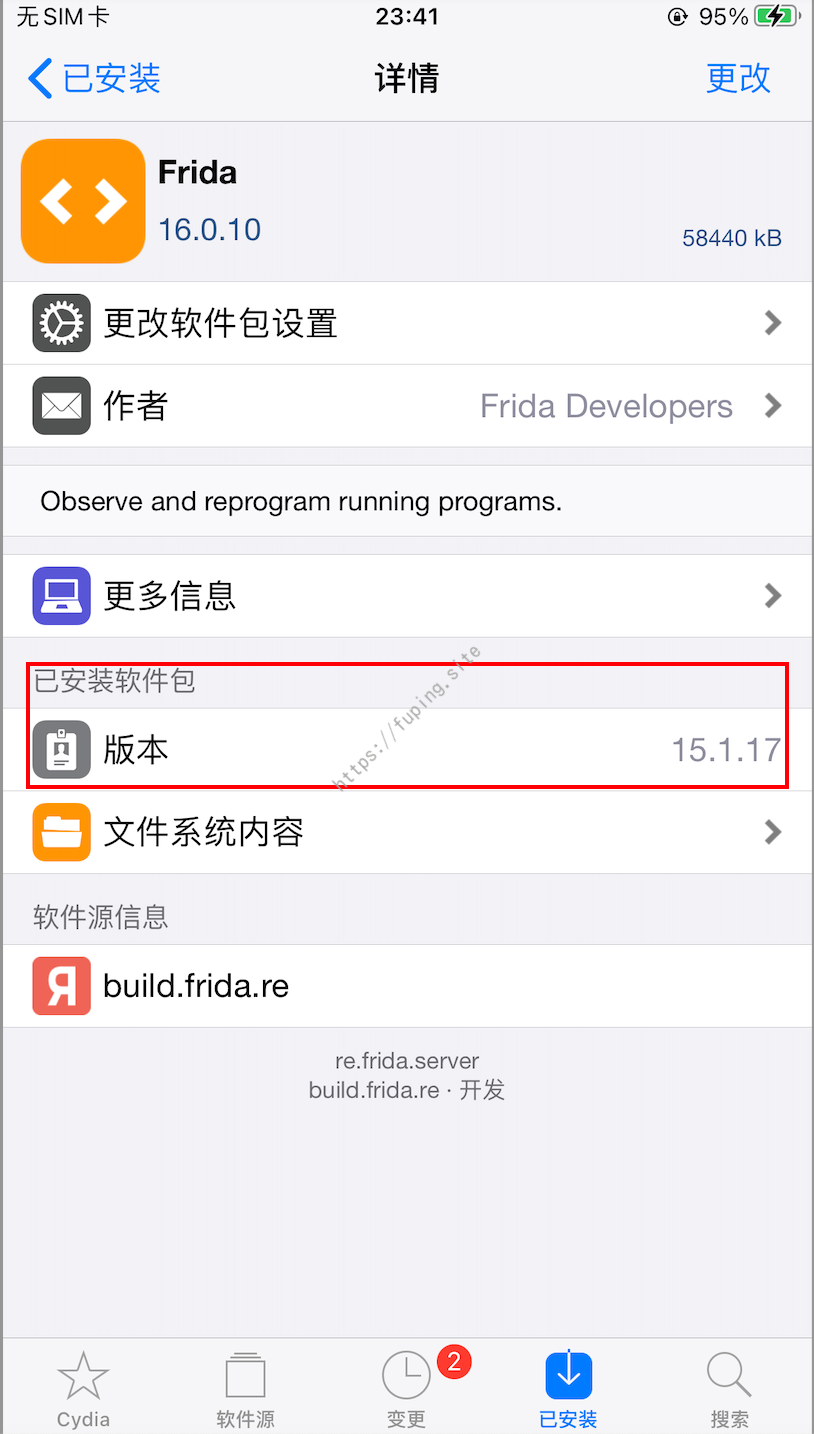 无SIM卡 23:41 95%
已安装 详情 更改
Frida
16.0.10 58440 kB
更改软件包设置
作者 Frida Developers
Observe and reprogram running programs.
更多信息
已安装软件包
版本 15.1.17
https://fuping.site
文件系统内容
软件源信息
build.frida.re
re.frida.server
build.frida.re · 开发
2
Cydia 软件源 变更 已安装 搜索